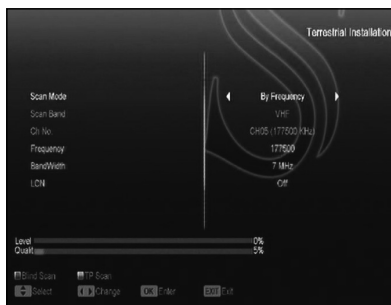 Terrestrial Installation
Scan Mode By Frequency
Scan Band VHF
Ch No. CH05 (177500 KHz)
Frequency 177500
BandWidth 7 MHz
LCN Off
Level 0%
Qualit 5%
Blind Scan TP Scan
Select Change OK Enter EXIT Exit